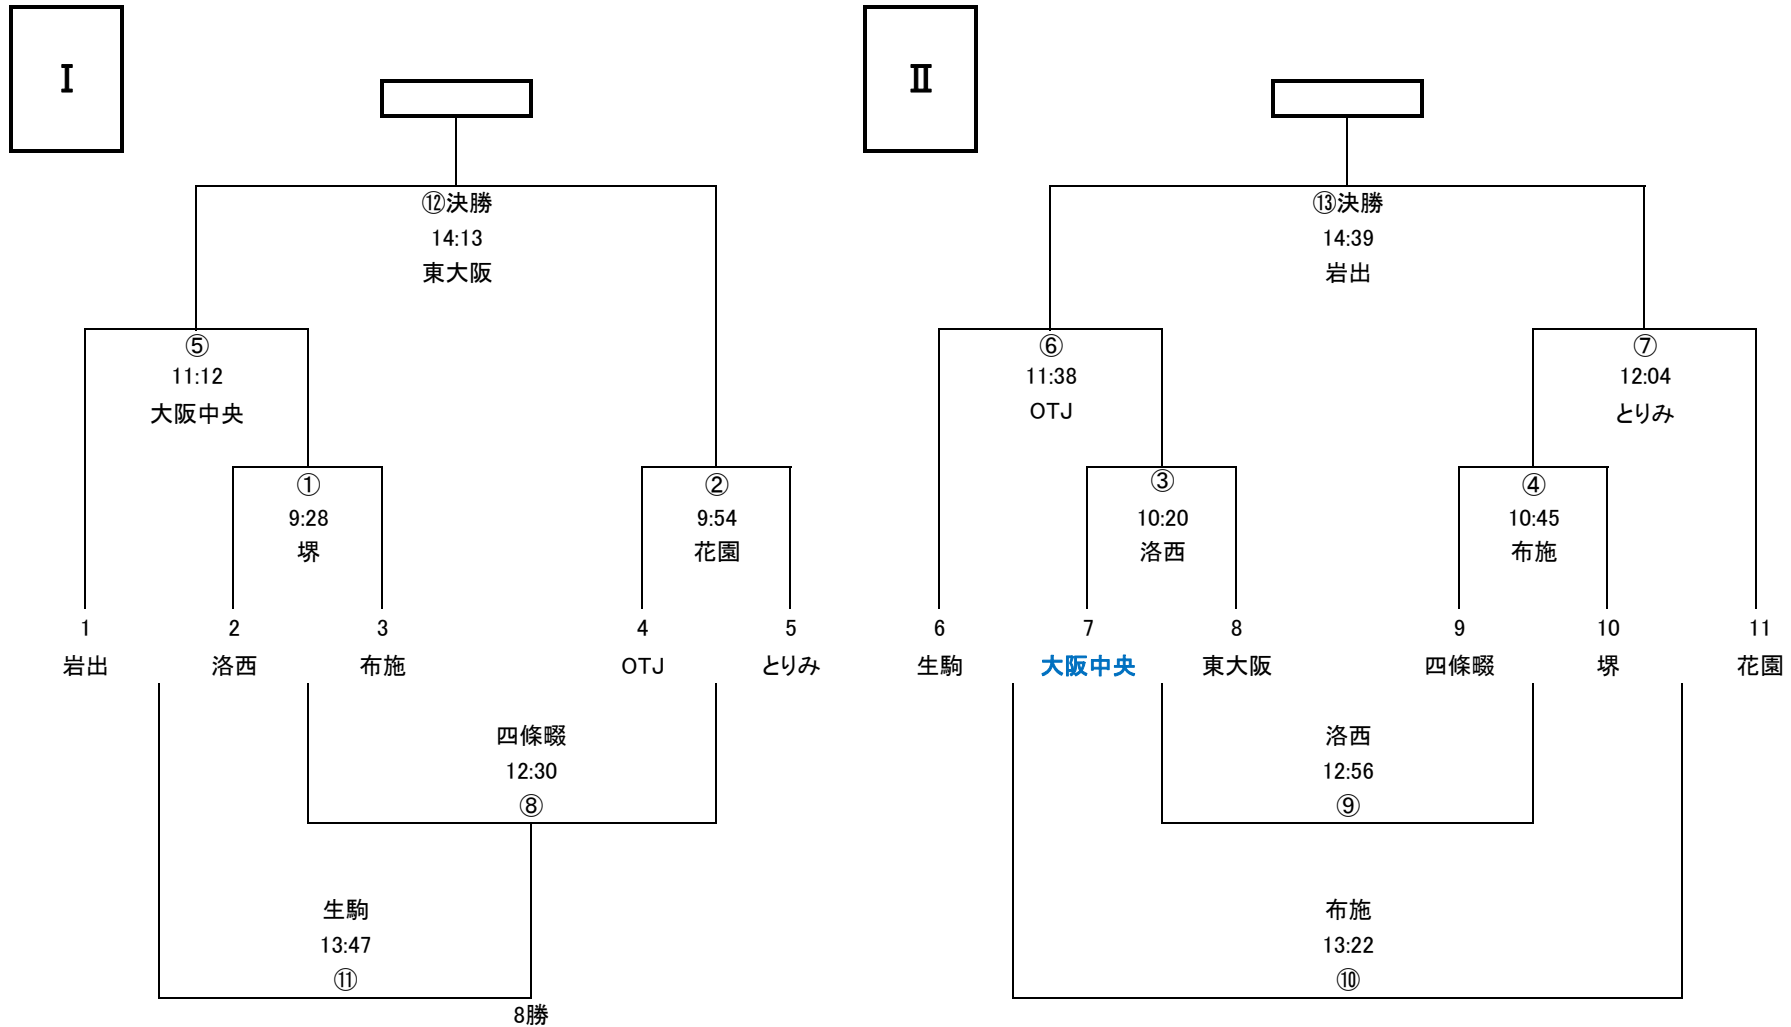 Ⅰ
⑫決勝
14:13
東大阪
⑤
11:12
大阪中央
①
9:28
堺
②
9:54
花園
1 2 3 4 5
岩出 洛西 布施 OTJ とりみ
四條畷
12:30
⑧
生駒
13:47
⑪
8勝
Ⅱ
⑬決勝
14:39
岩出
⑥
11:38
OTJ
⑦
12:04
とりみ
③
10:20
洛西
④
10:45
布施
6 7 8 9 10 11
生駒 大阪中央 東大阪 四條畷 堺 花園
洛西
12:56
⑨
布施
13:22
⑩